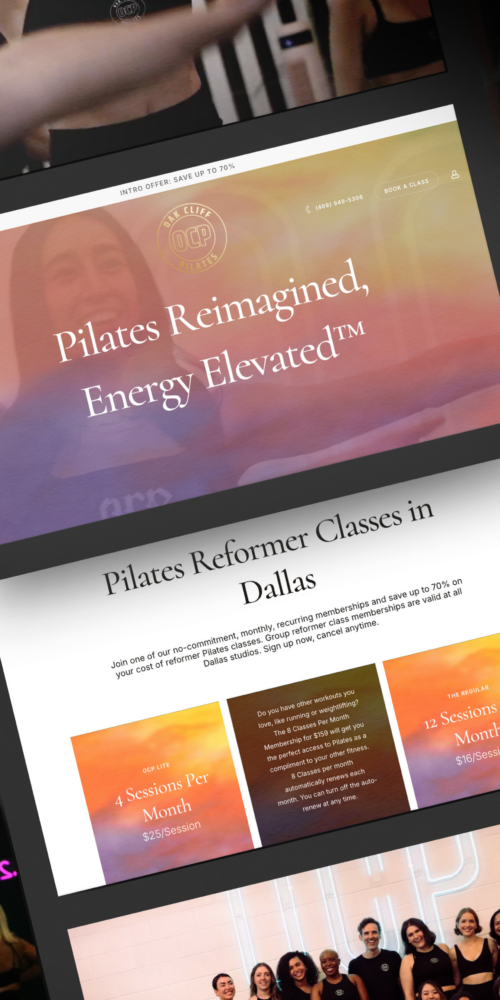 INTRO OFFER: SAVE UP TO 70%
OAK CLIFF
OCP
PILATES
BOOK A CLASS
Pilates Reimagined,
Energy Elevated™
ocp
Pilates Reformer Classes in
Dallas
Join one of our no-commitment, monthly, recurring memberships and save up to 70% on
your cost of reformer Pilates classes. Group reformer class memberships are valid at all
Dallas studios. Sign up now, cancel anytime.
OCP LITE
4 Sessions Per
Month
$25/Session
Do you have other workouts you
love, like running or weightlifting?
The 8 Classes Per Month
Membership for $159 will get you
the perfect access to Pilates as a
compliment to your other fitness.
8 Classes per month
automatically renews each
month. You can turn off the auto-
renew at any time.
THE REGULAR
12 Sessions
Month
$16/Sessi
OCP